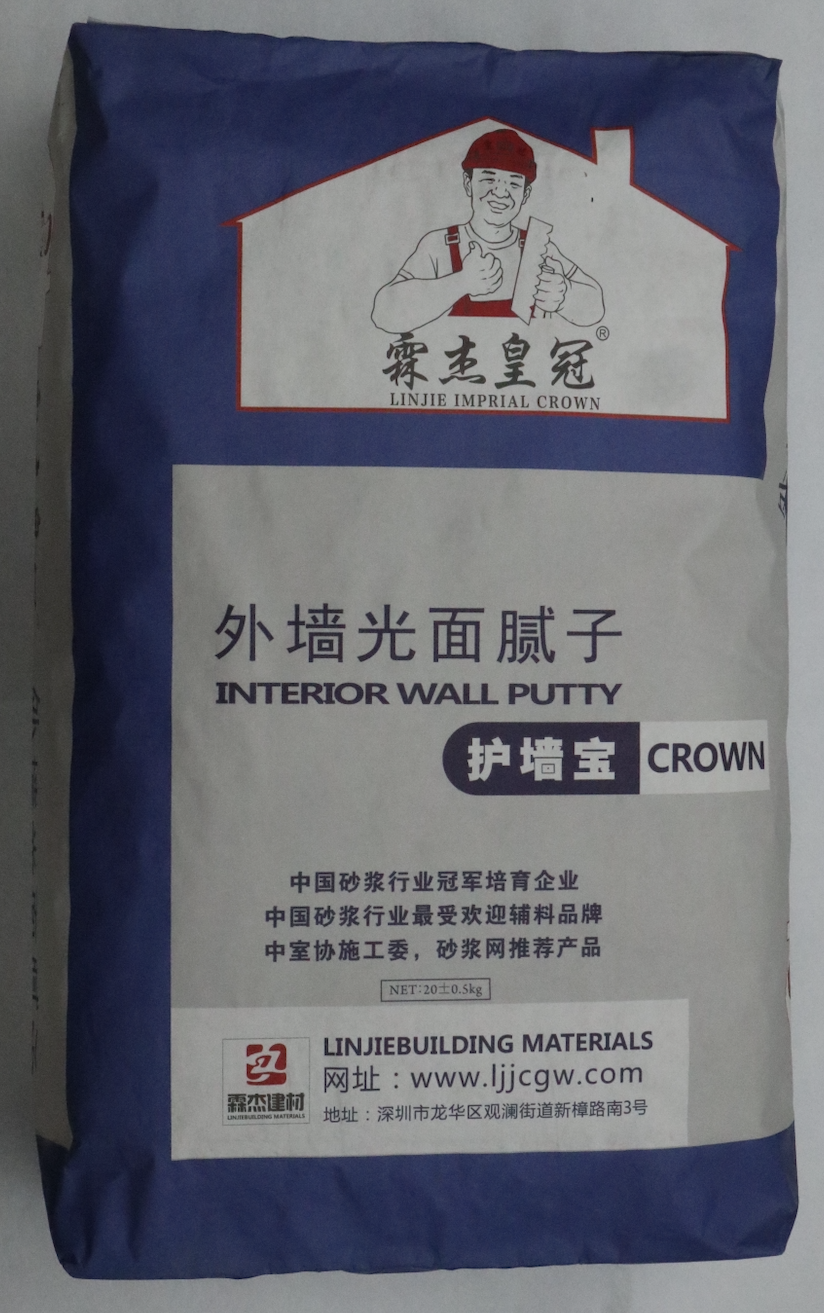 霖杰皇冠®
LINJIE IMPRIAL CROWN
外墙光面腻子
INTERIOR WALL PUTTY
护墙宝 CROWN
中国砂浆行业冠军培育企业
中国砂浆行业最受欢迎辅料品牌
中室协施工委，砂浆网推荐产品
NET:20±0.5kg
霖杰建材
LINJIEBUILDING MATERIALS
LINJIEBUILDING MATERIALS
网址：www.ljjcgw.com
地址：深圳市龙华区观澜街道新樟路南3号